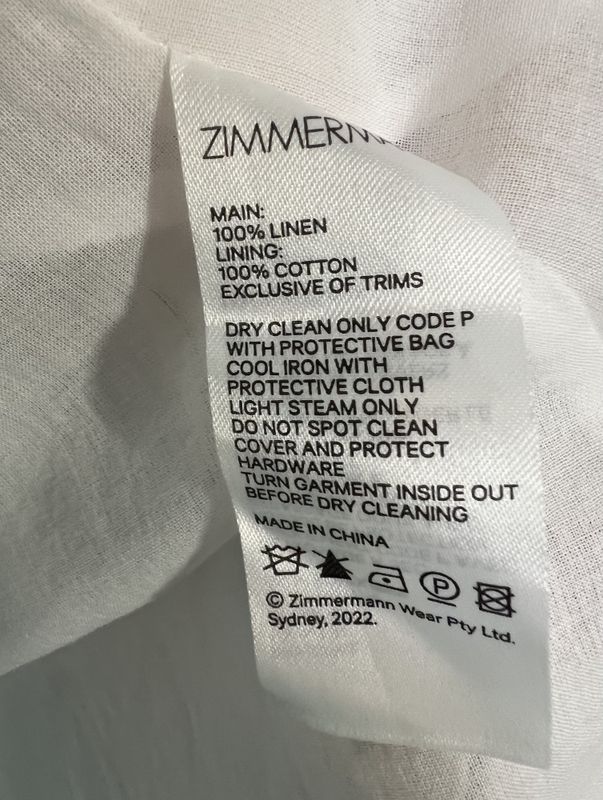 ZIMMERM
MAIN:
100% LINEN
LINING:
100% COTTON
EXCLUSIVE OF TRIMS
DRY CLEAN ONLY CODE P
WITH PROTECTIVE BAG
COOL IRON WITH
PROTECTIVE CLOTH
LIGHT STEAM ONLY
DO NOT SPOT CLEAN
COVER AND PROTECT
HARDWARE
TURN GARMENT INSIDE OUT
BEFORE DRY CLEANING
MADE IN CHINA
P
© Zimmermann Wear Pty Ltd.
Sydney, 2022.